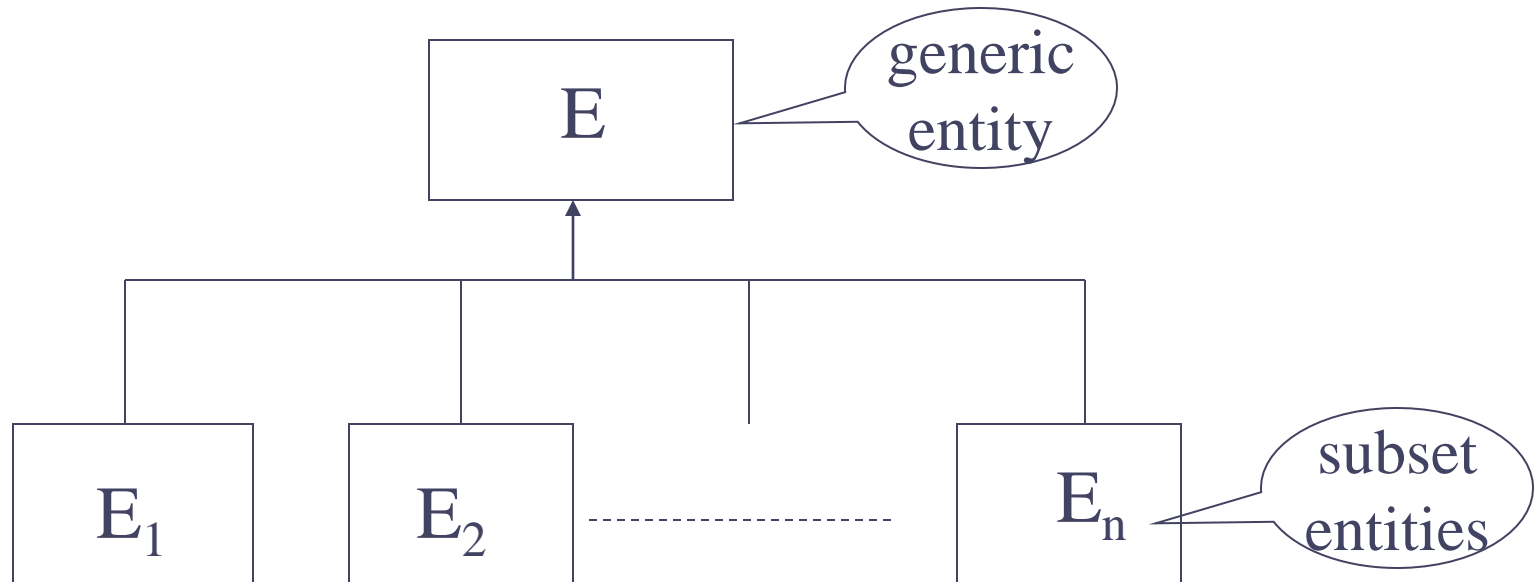 generic
entity
E
subset
entities
E₁
E₂
Eₙ